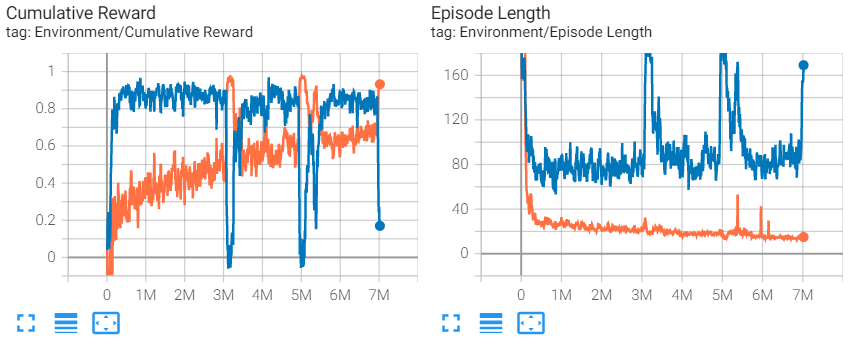 Cumulative Reward
tag: Environment/Cumulative Reward
1
0.8
0.6
0.4
0.2
0
0 1M 2M 3M 4M 5M 6M 7M
Episode Length
tag: Environment/Episode Length
160
120
80
40
0
0 1M 2M 3M 4M 5M 6M 7M